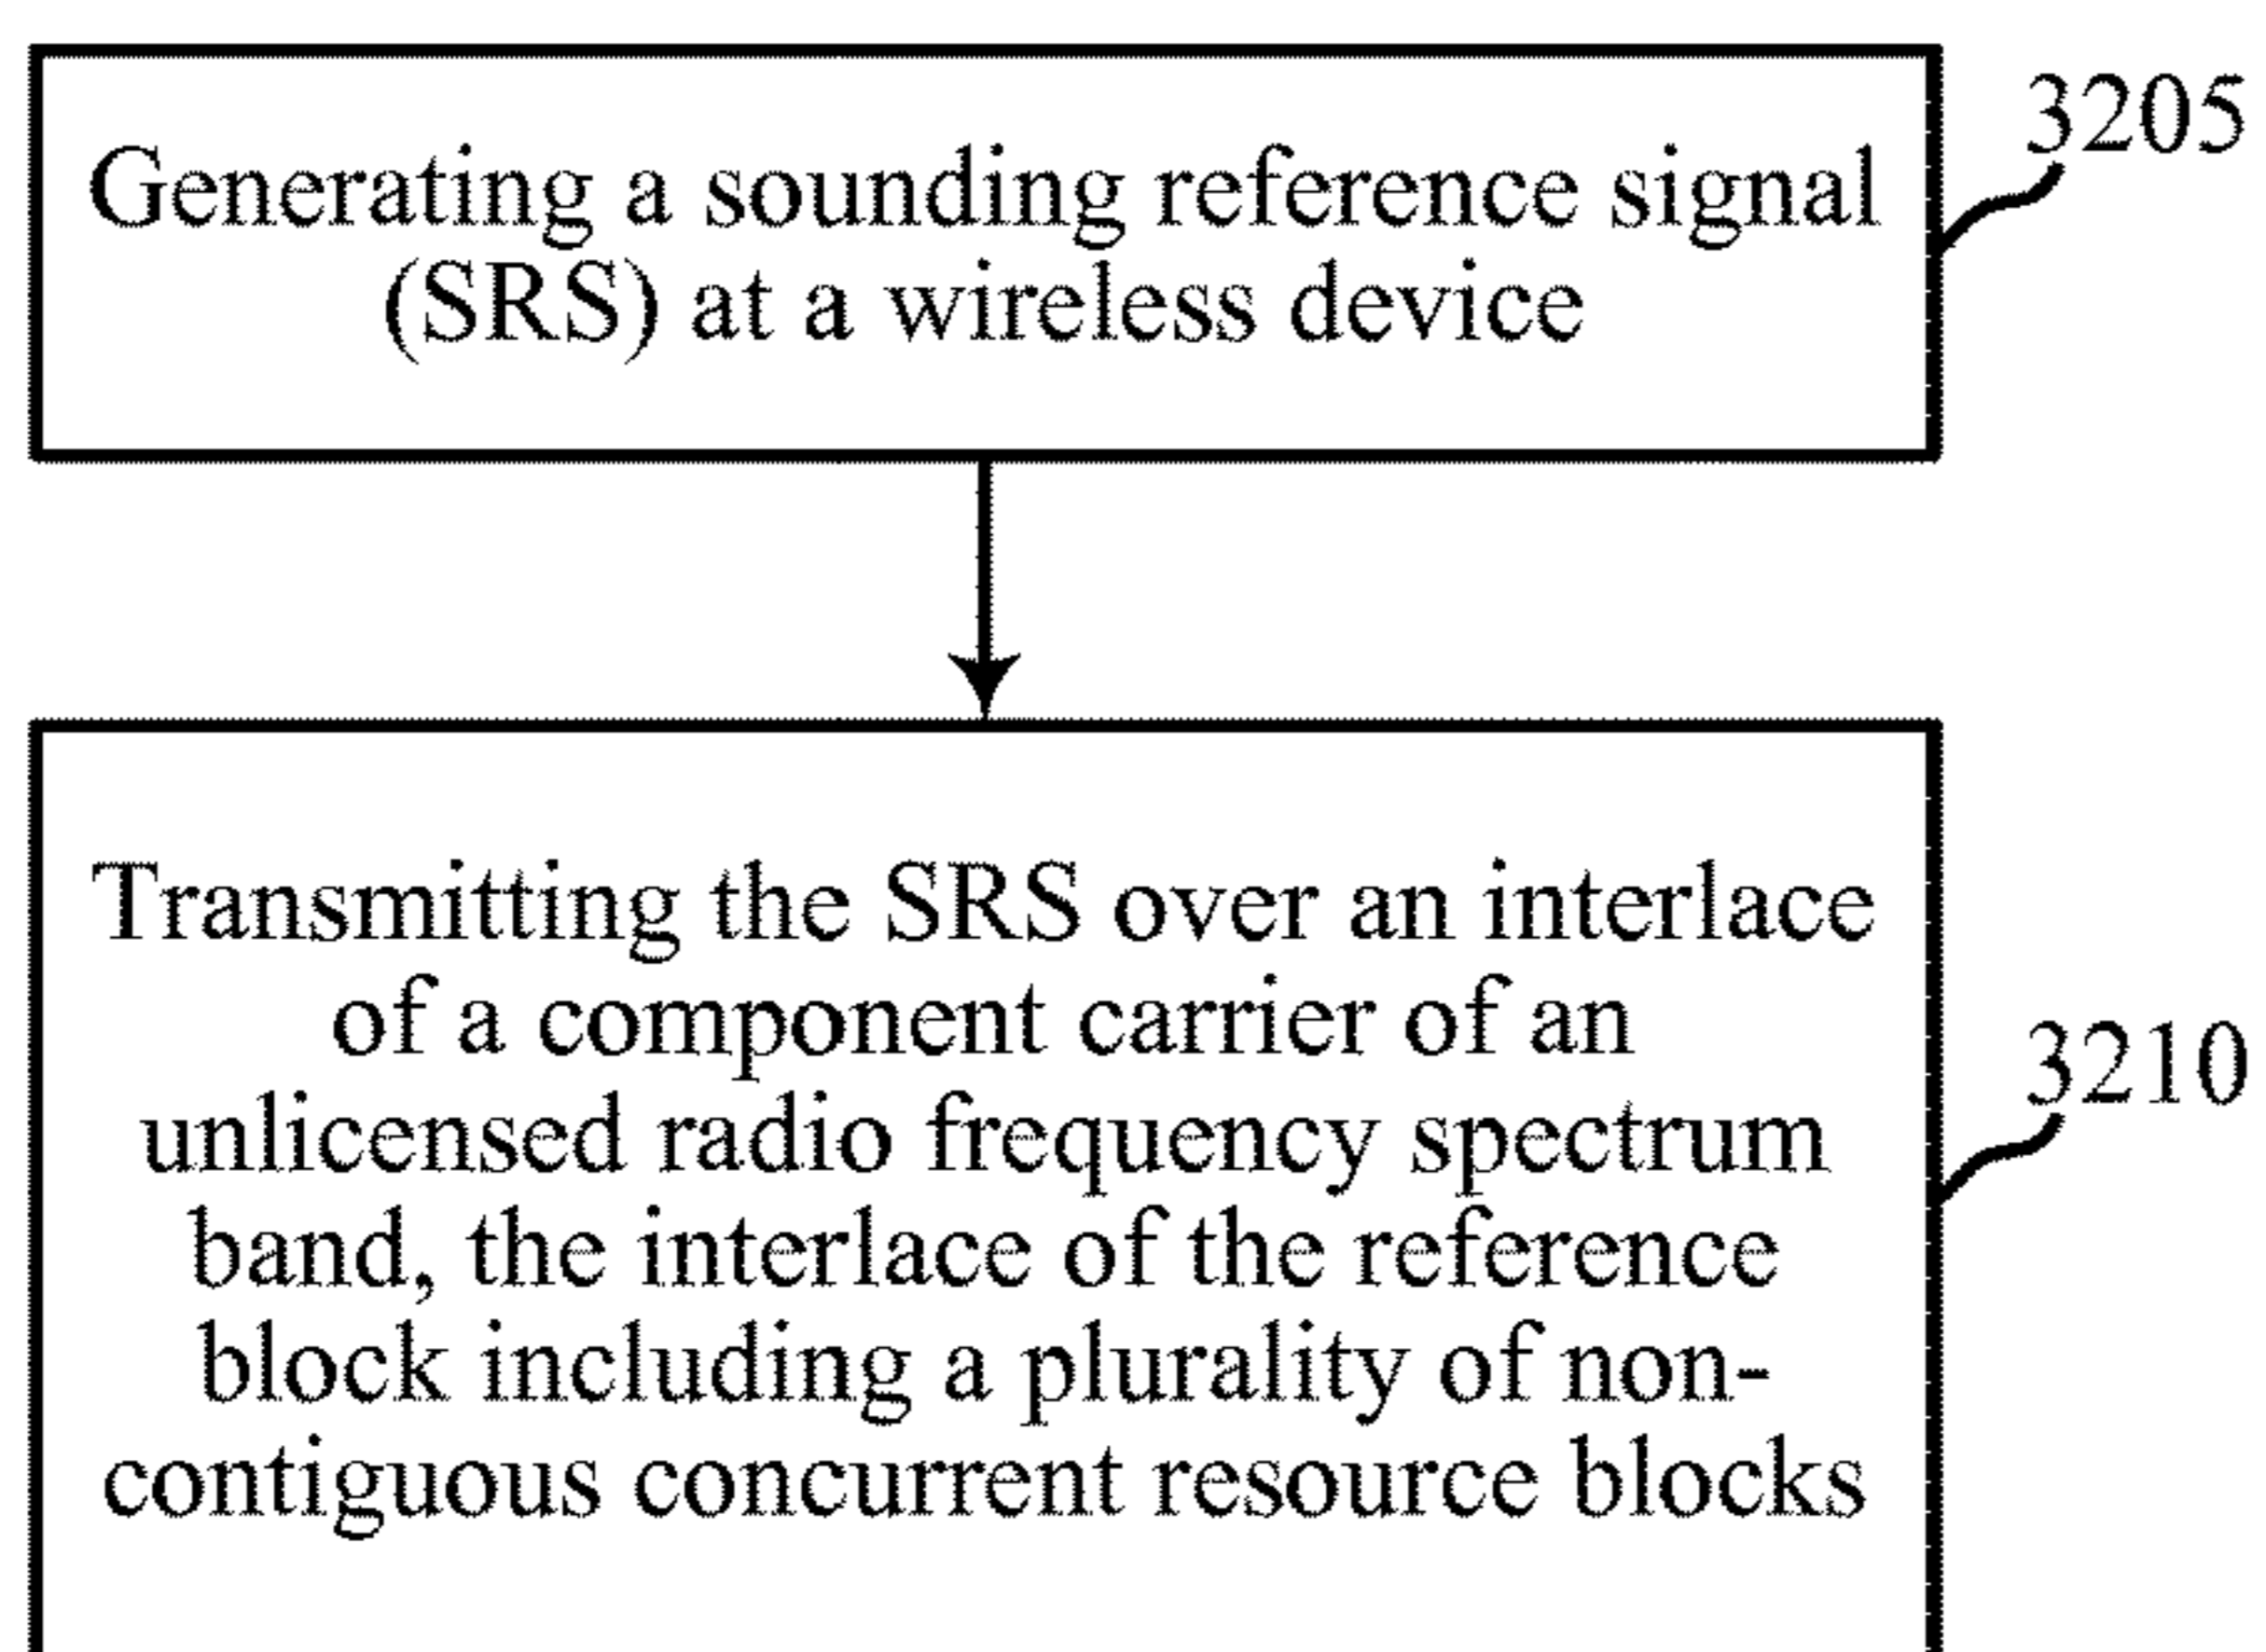 3205
Generating a sounding reference signal
(SRS) at a wireless device
Transmitting the SRS over an interlace
of a component carrier of an
unlicensed radio frequency spectrum
band, the interlace of the reference
block including a plurality of non-
contiguous concurrent resource blocks
3210